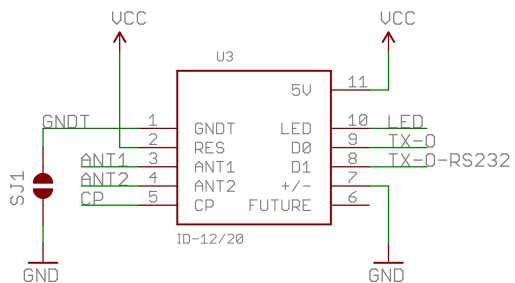 VCC
VCC
U3
5V 11
GNDT 1 GNDT LED 10 LED
2 RES D0 9 TX-0
ANT1 3 ANT1 D1 8 TX-0-RS232
ANT2 4 ANT2 +/- 7
CP 5 CP FUTURE 6
SJ1
ID-12/20
GND
GND